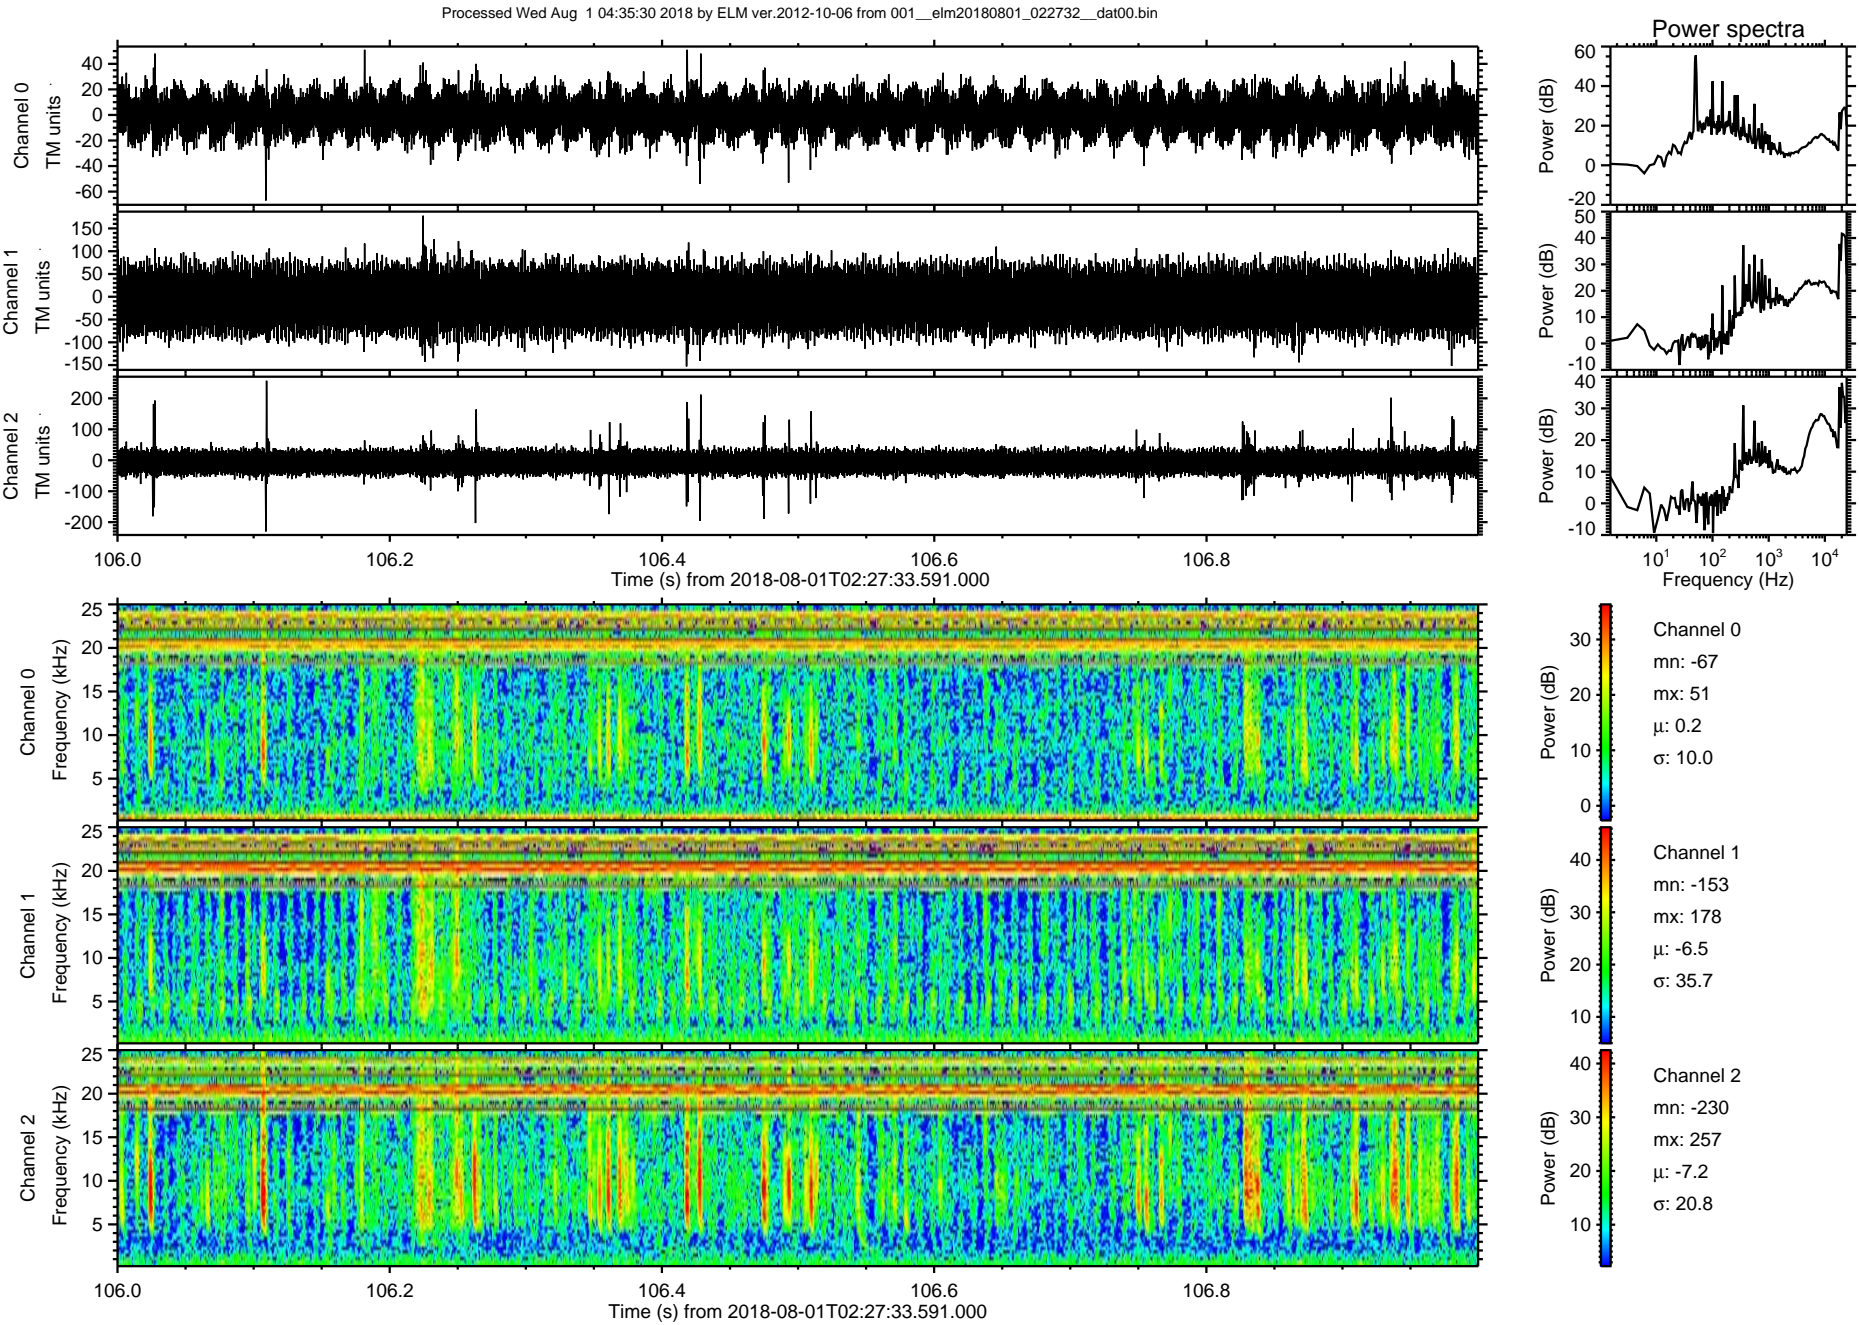 Processed Wed Aug  1 04:35:30 2018 by ELM ver.2012-10-06 from 001__elm20180801_022732__dat00.bin
Power spectra
Channel 0
TM units
40
20
0
-20
-40
-60
Power (dB)
60
40
20
0
-20
Channel 1
TM units
150
100
50
0
-50
-100
-150
Power (dB)
50
40
30
20
10
0
-10
Channel 2
TM units
200
100
0
-100
-200
Power (dB)
40
30
20
10
0
-10
106.0 106.2 106.4 106.6 106.8
Time (s) from 2018-08-01T02:27:33.591.000
10^1 10^2 10^3 10^4
Frequency (Hz)
Channel 0
Frequency (kHz)
25
20
15
10
5
Power (dB)
30
20
10
0
Channel 0
mn: -67
mx: 51
μ: 0.2
σ: 10.0
Channel 1
Frequency (kHz)
25
20
15
10
5
Power (dB)
40
30
20
10
Channel 1
mn: -153
mx: 178
μ: -6.5
σ: 35.7
Channel 2
Frequency (kHz)
25
20
15
10
5
Power (dB)
40
30
20
10
Channel 2
mn: -230
mx: 257
μ: -7.2
σ: 20.8
106.0 106.2 106.4 106.6 106.8
Time (s) from 2018-08-01T02:27:33.591.000